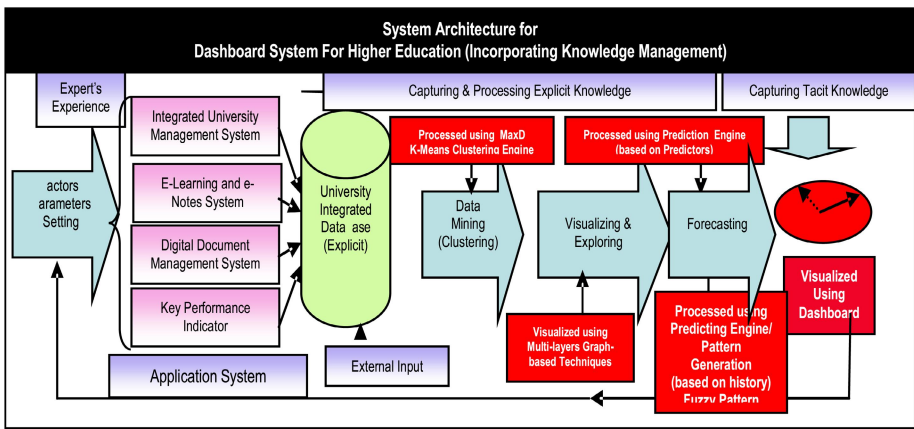 System Architecture for
Dashboard System For Higher Education (Incorporating Knowledge Management)
Expert's
Experience
Capturing & Processing Explicit Knowledge
Capturing Tacit Knowledge
Integrated University
Management System
E-Learning and e-
Notes System
Digital Document
Management System
Key Performance
Indicator
actors
arameters
Setting
University
Integrated
Data ase
(Explicit)
Processed using MaxD
K-Means Clustering Engine
Processed using Prediction Engine
(based on Predictors)
Data
Mining
(Clustering)
Visualizing &
Exploring
Forecasting
Visualized
Using
Dashboard
Visualized using
Multi-layers Graph-
based Techniques
Processed using
Predicting Engine/
Pattern
Generation
(based on history)
Fuzzy Pattern
External Input
Application System